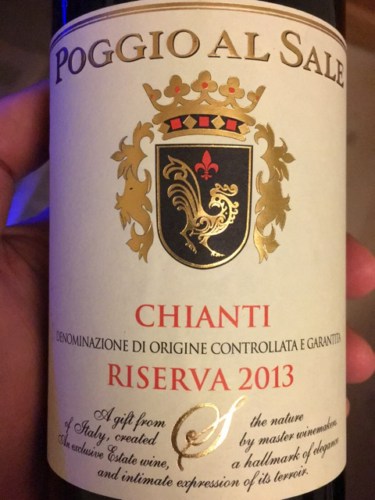 POGGIO AL SALE
CHIANTI
DENOMINAZIONE DI ORIGINE CONTROLLATA E GARANTITA
RISERVA 2013
A gift from S the nature
of Italy, created by master winemaker.
An exclusive Estate wine, a hallmark of elegance
and intimate expression of its terroir.